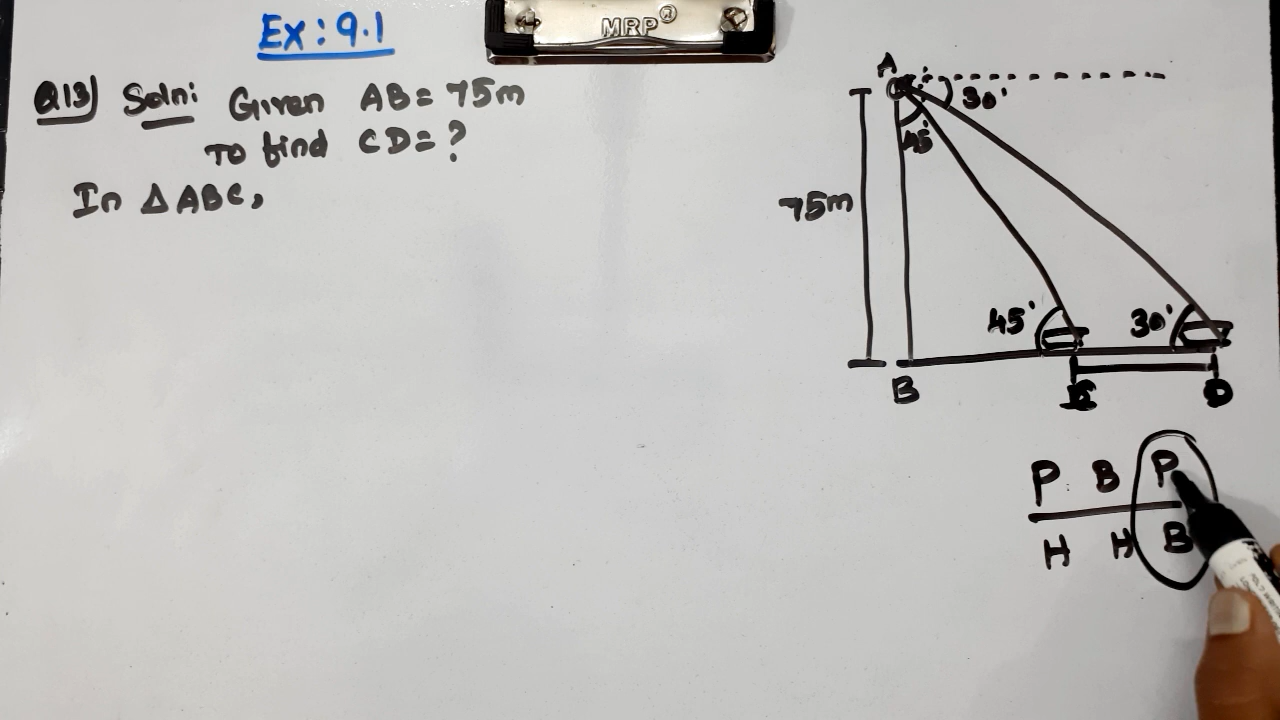 Ex: 9.1
MRP®
Q13) Soln: Given AB = 75m
To find CD = ?
In △ABC,
A
30°
45°
75m
45° 30°
B C D
P B P
H H B